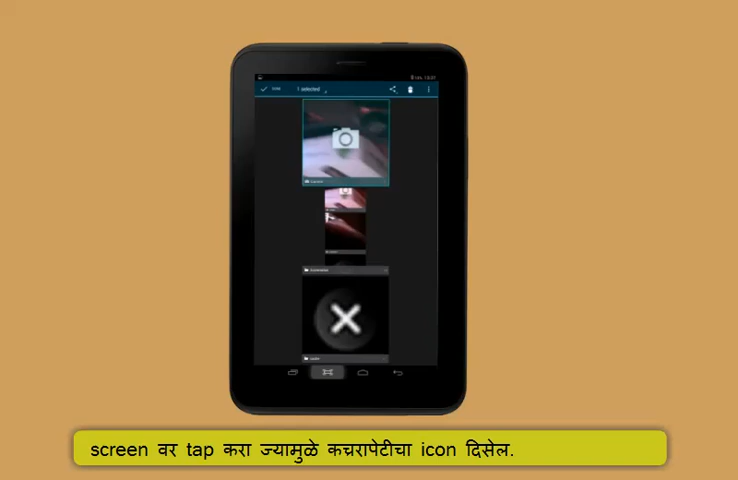 1 selected
screen वर tap करा ज्यामुळे कचरापेटीचा icon दिसेल.